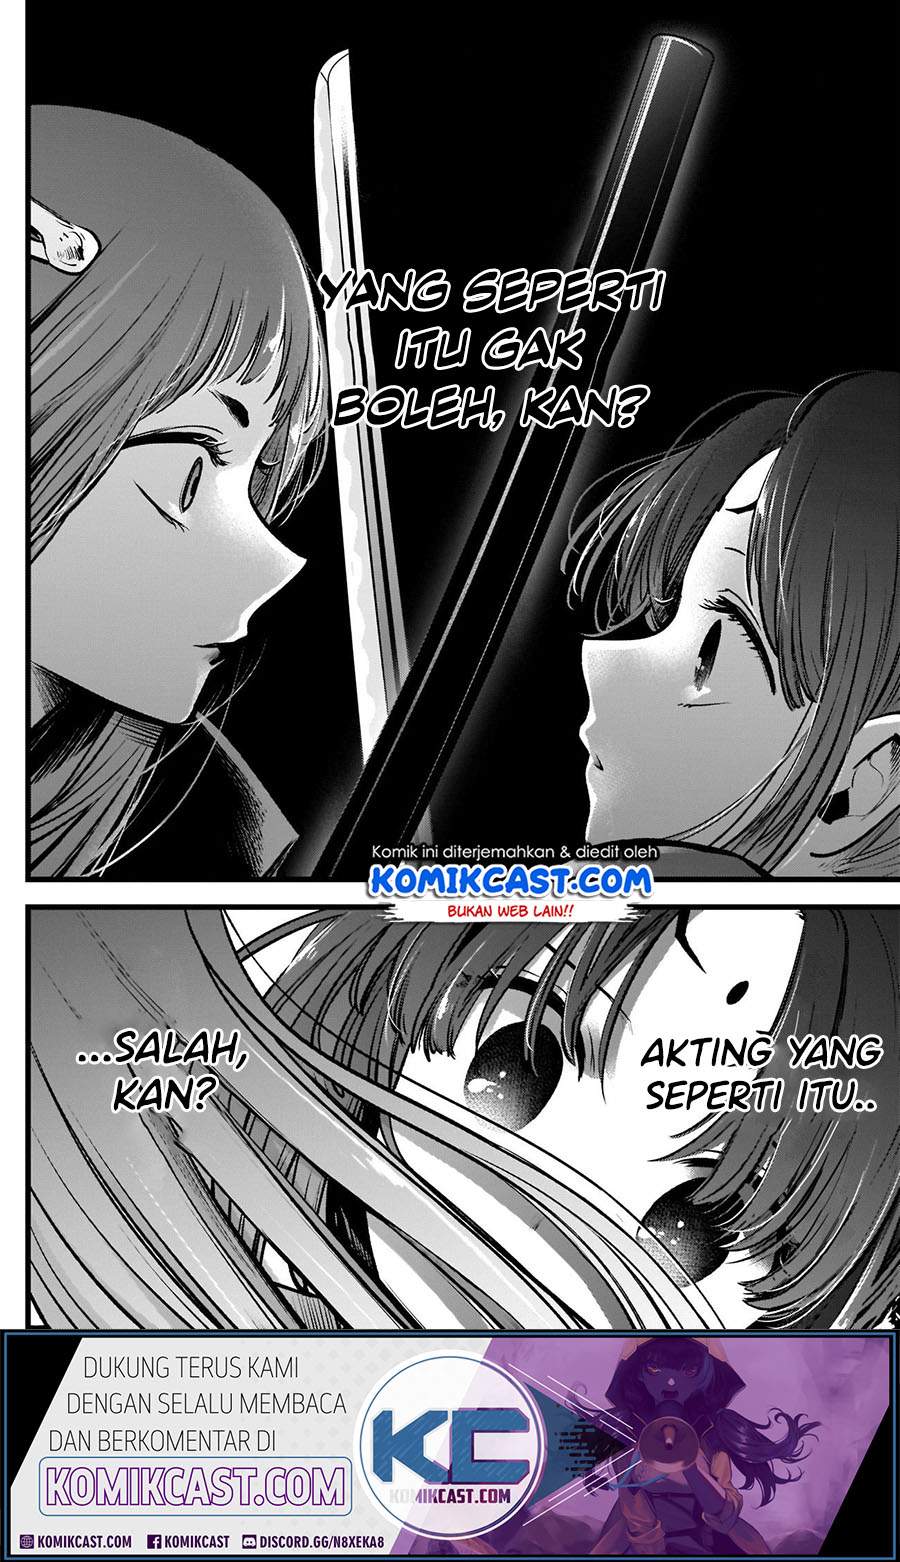 YANG SEPERTI
ITU GAK
BOLEH, KAN?
Komik ini diterjemahkan & diedit oleh
KOMIKCAST.COM
BUKAN WEB LAIN!!
AKTING YANG
SEPERTI ITU..
...SALAH,
KAN?
DUKUNG TERUS KAMI
DENGAN SELALU MEMBACA
DAN BERKOMENTAR DI
KOMIKCAST.COM
KC
KOMIKCAST.COM
KOMIKCAST.COM KOMIKCAST DISCORD.GG/N8XEKA8